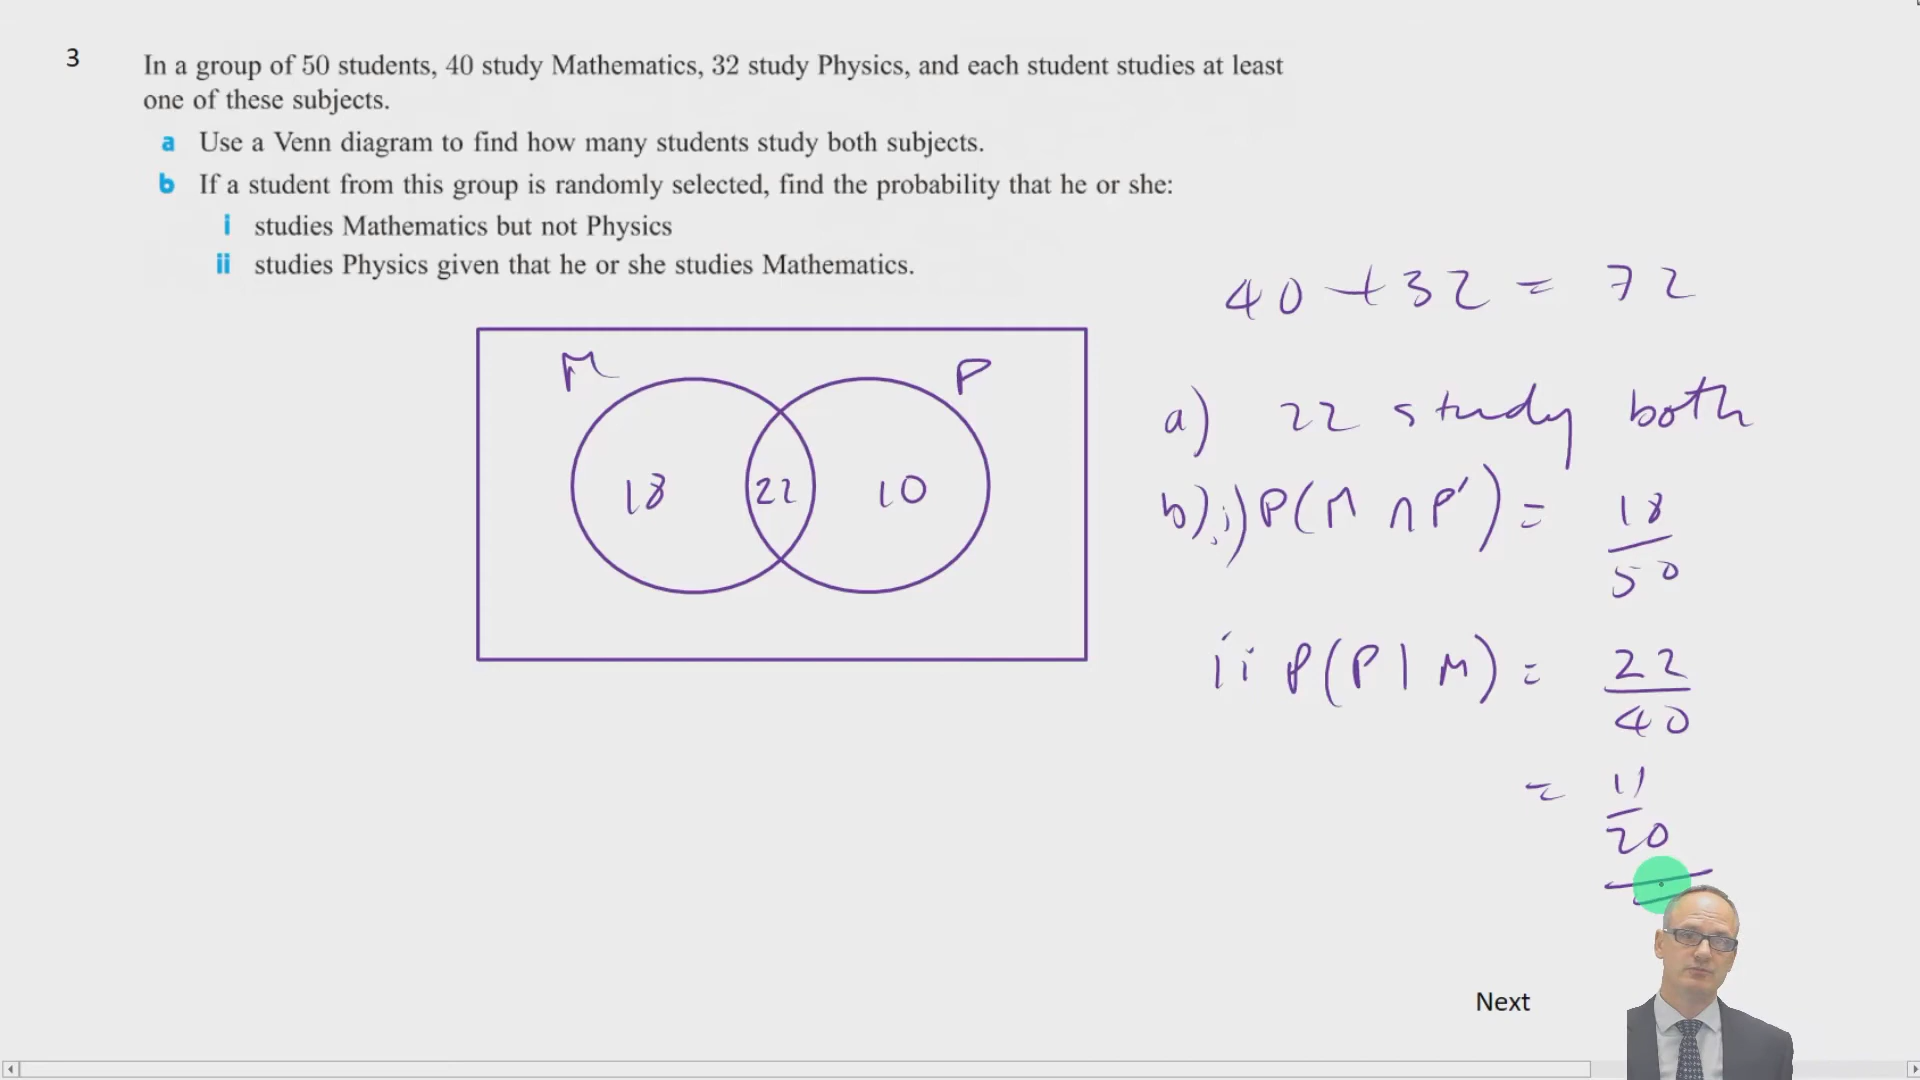 3
In a group of 50 students, 40 study Mathematics, 32 study Physics, and each student studies at least
one of these subjects.
a Use a Venn diagram to find how many students study both subjects.
b If a student from this group is randomly selected, find the probability that he or she:
i studies Mathematics but not Physics
ii studies Physics given that he or she studies Mathematics.
40 + 32 = 72
M P
18 22 10
a) 22 study both
b) i) P(M ∩ P') = 18/50
ii P(P | M) = 22/40
= 11/20
Next